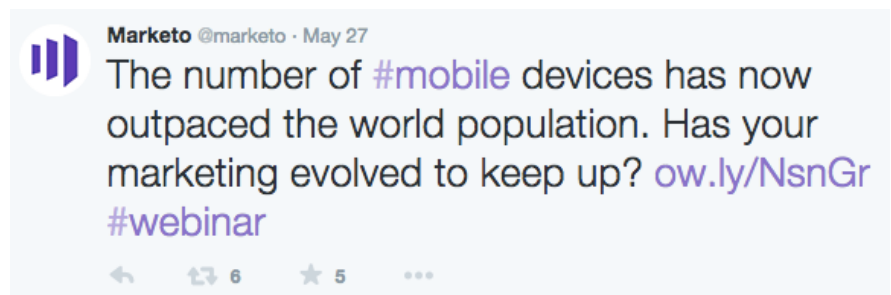 Marketo @marketo · May 27
The number of #mobile devices has now
outpaced the world population. Has your
marketing evolved to keep up? ow.ly/NsnGr
#webinar
6 5